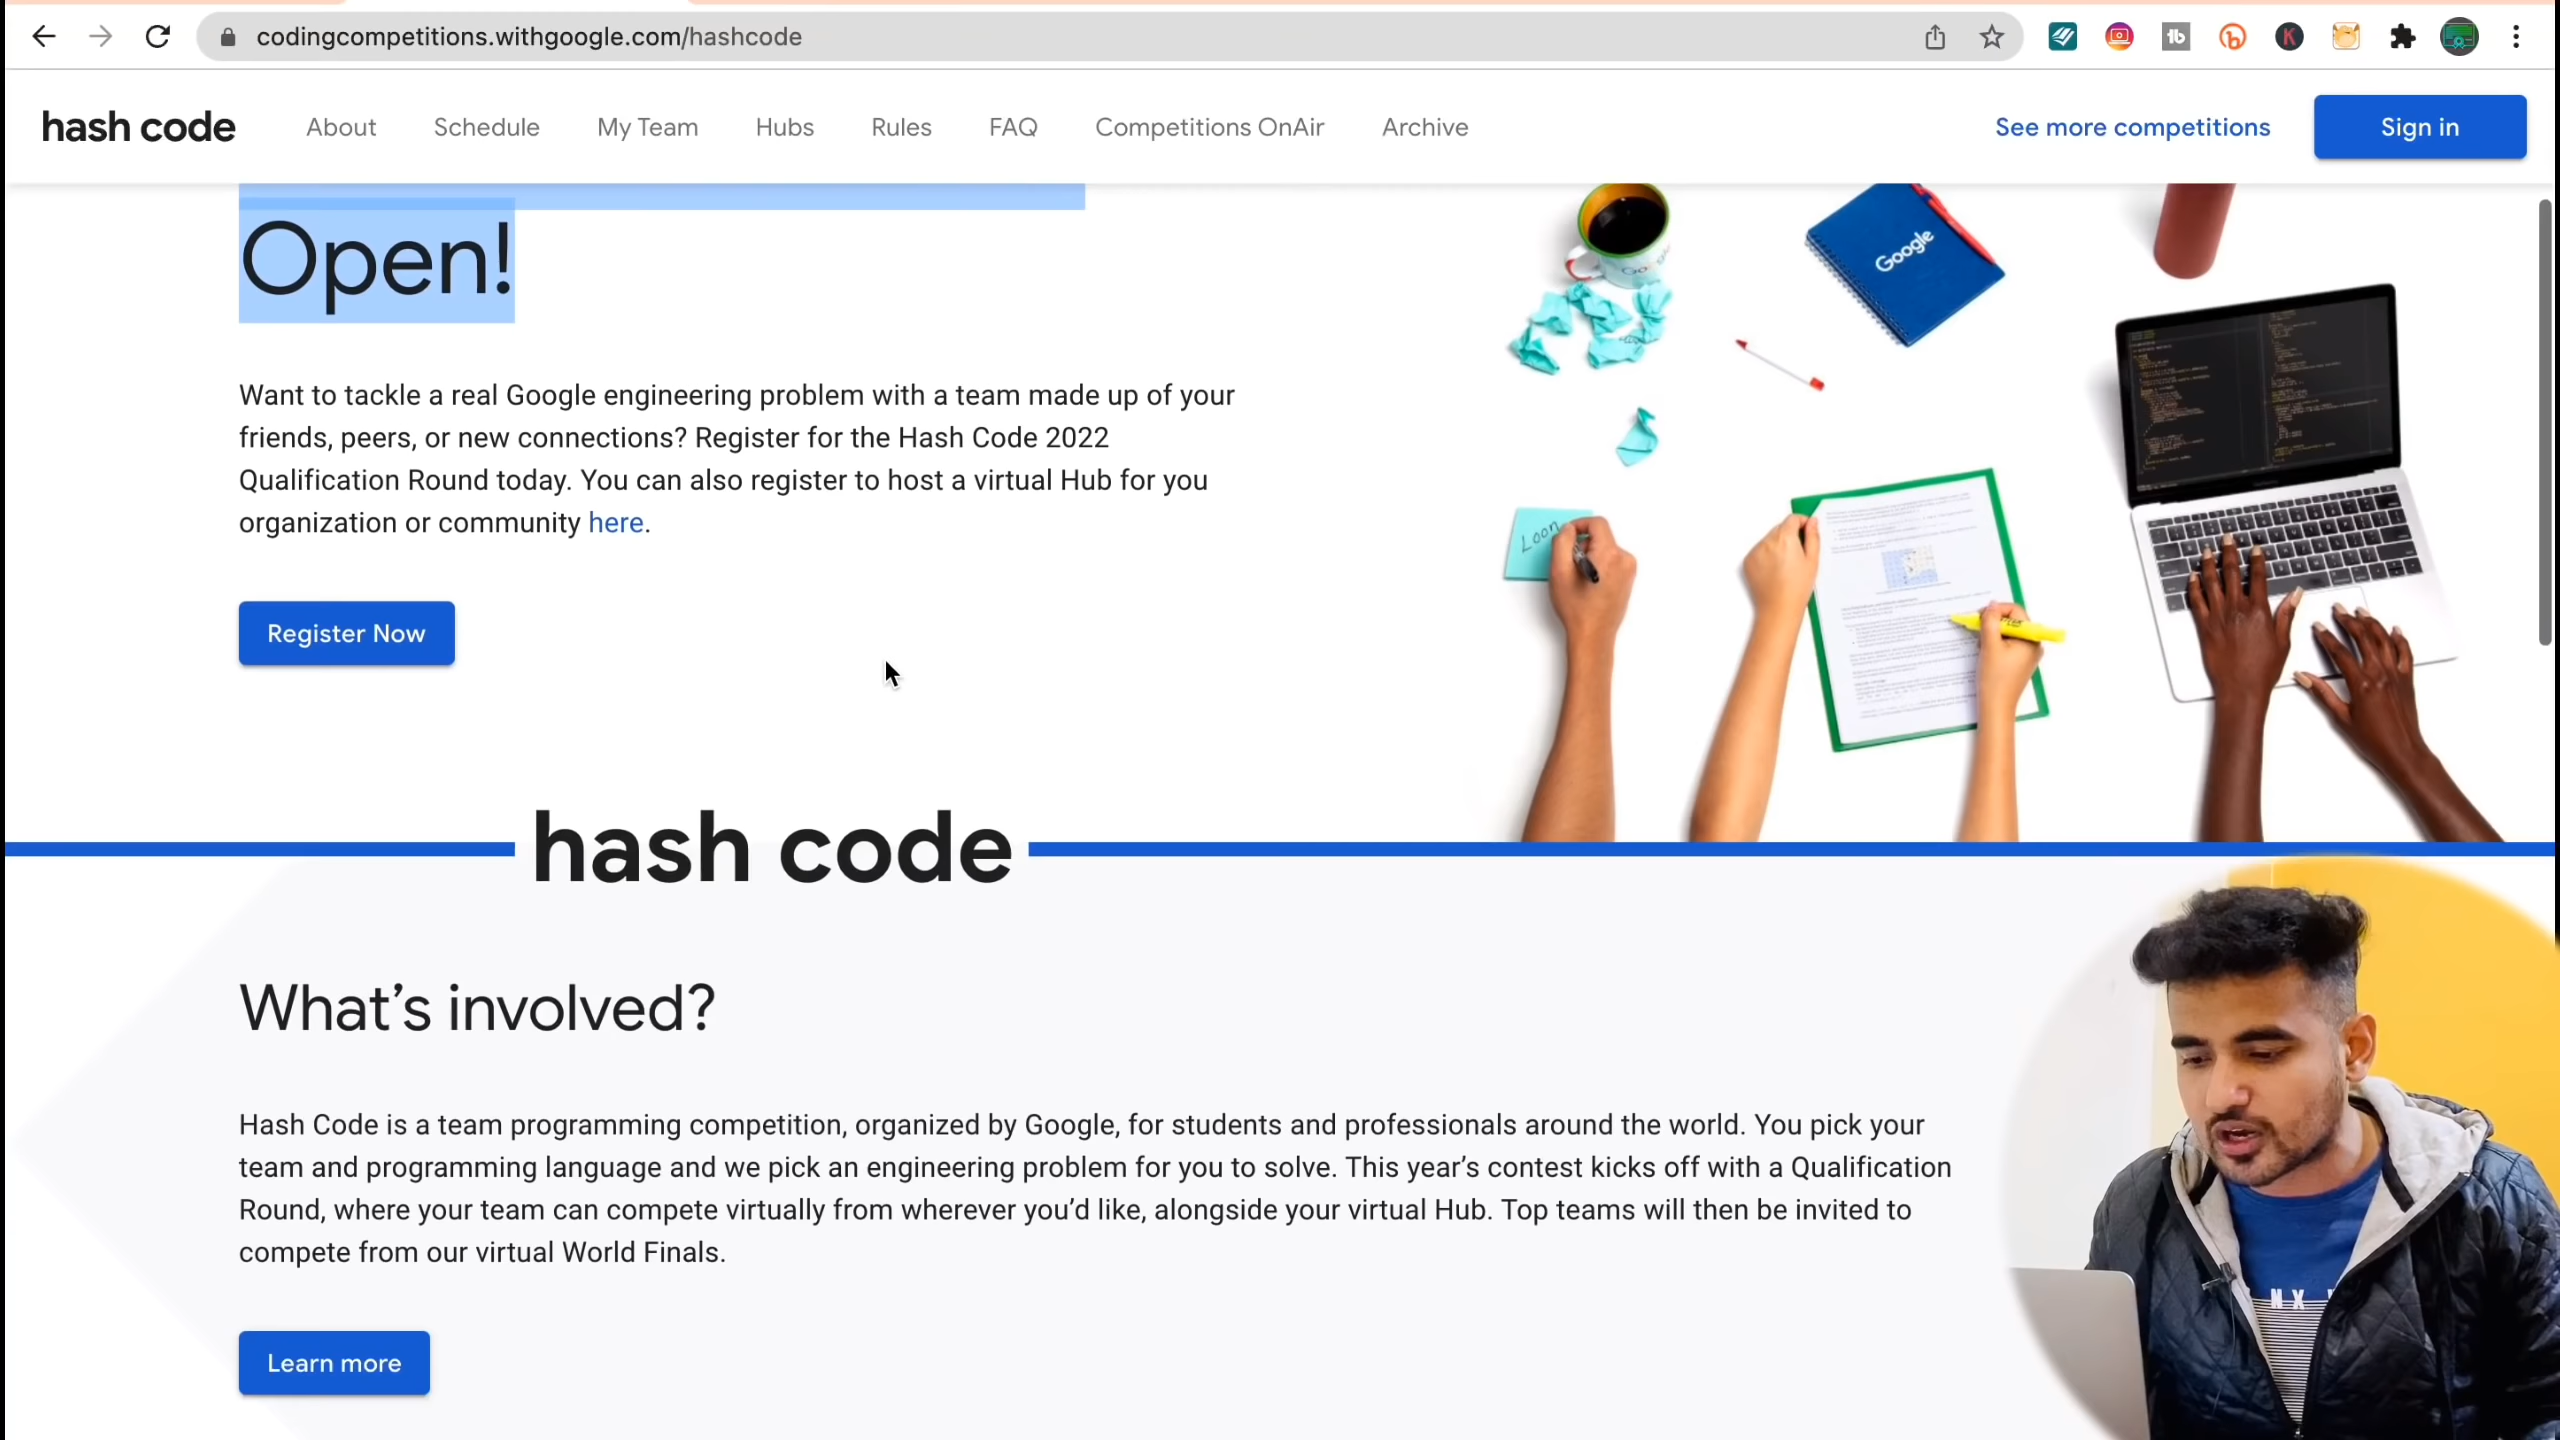 codingcompetitions.withgoogle.com/hashcode
hash code About Schedule My Team Hubs Rules FAQ Competitions OnAir Archive See more competitions Sign in
Open!
Want to tackle a real Google engineering problem with a team made up of your
friends, peers, or new connections? Register for the Hash Code 2022
Qualification Round today. You can also register to host a virtual Hub for you
organization or community here.
Register Now
Google
Loon
hash code
What's involved?
Hash Code is a team programming competition, organized by Google, for students and professionals around the world. You pick your
team and programming language and we pick an engineering problem for you to solve. This year's contest kicks off with a Qualification
Round, where your team can compete virtually from wherever you'd like, alongside your virtual Hub. Top teams will then be invited to
compete from our virtual World Finals.
Learn more